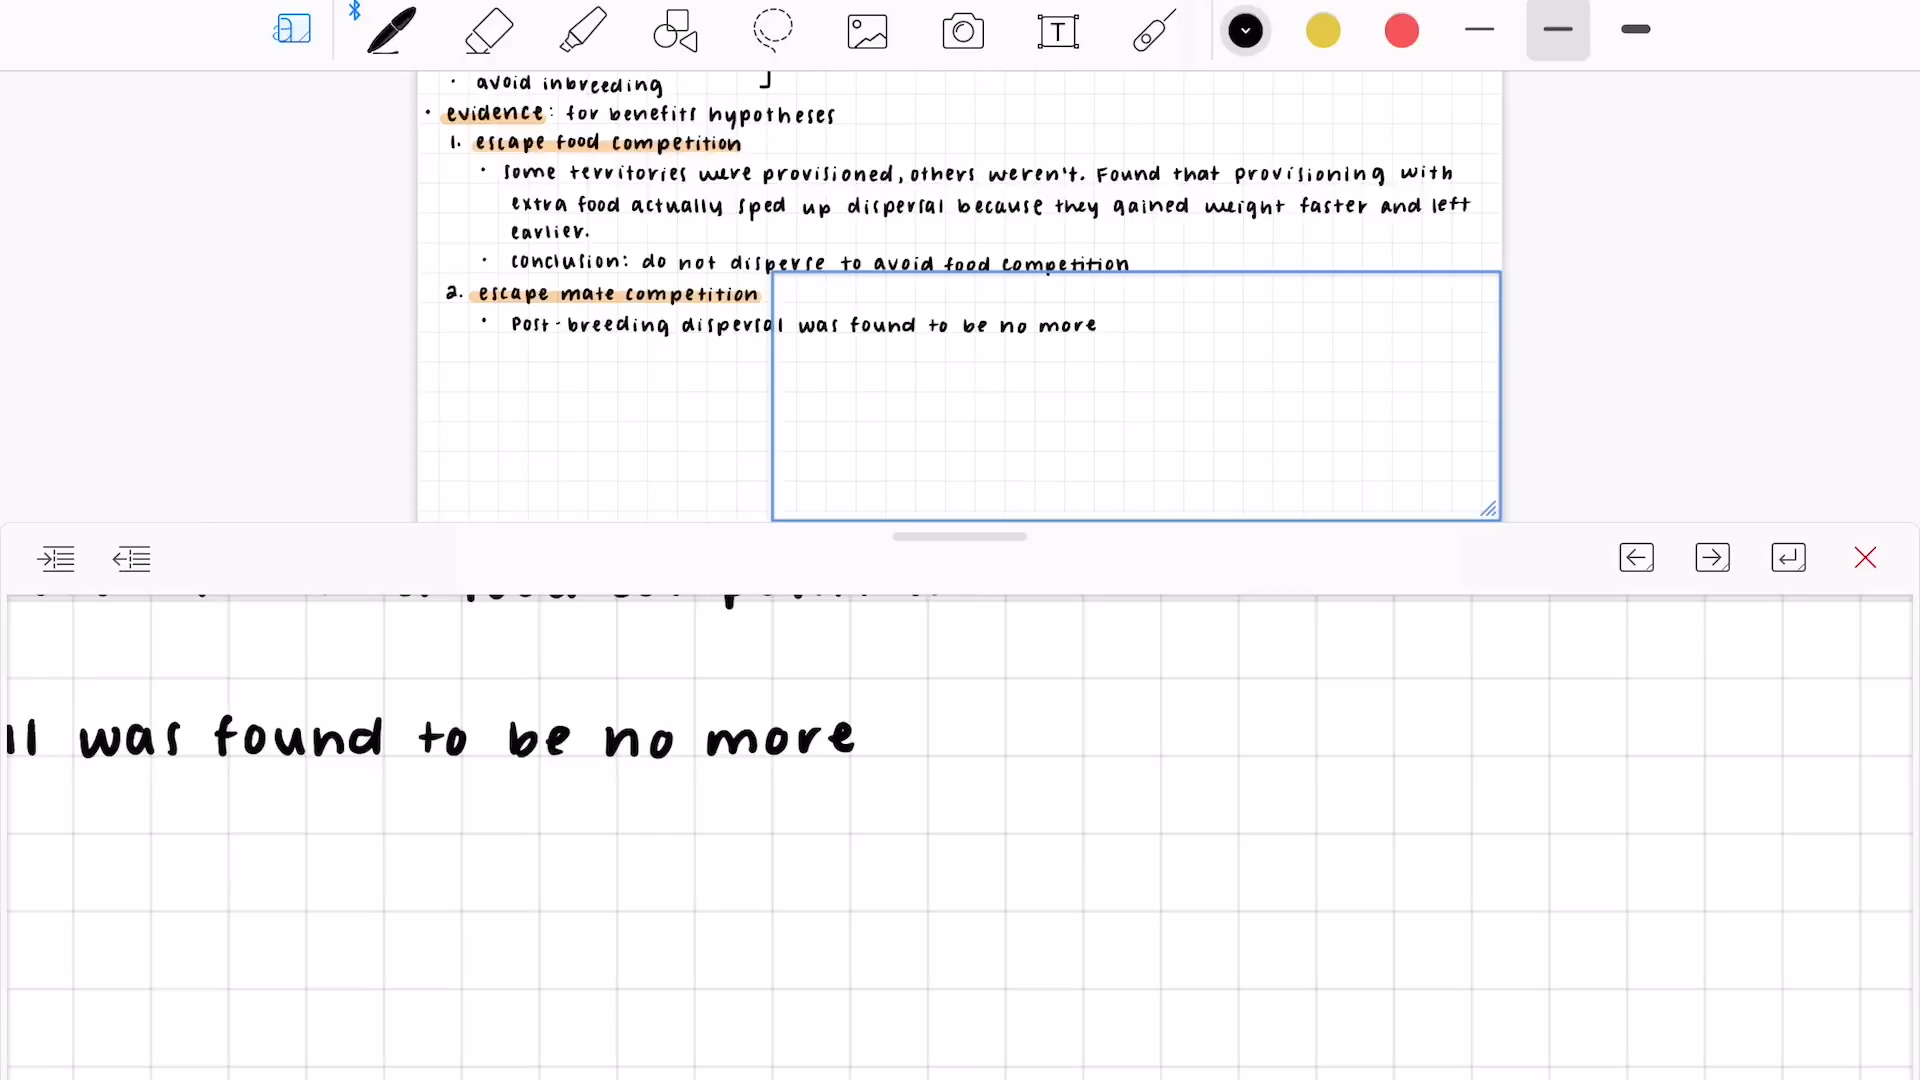 · avoid inbreeding
· evidence: for benefits hypotheses
1. escape food competition
· Some territories were provisioned, others weren't. Found that provisioning with
extra food actually sped up dispersal because they gained weight faster and left
earlier.
· conclusion: do not disperse to avoid food competition
2. escape mate competition
· Post-breeding dispersal was found to be no more
food competition
al was found to be no more